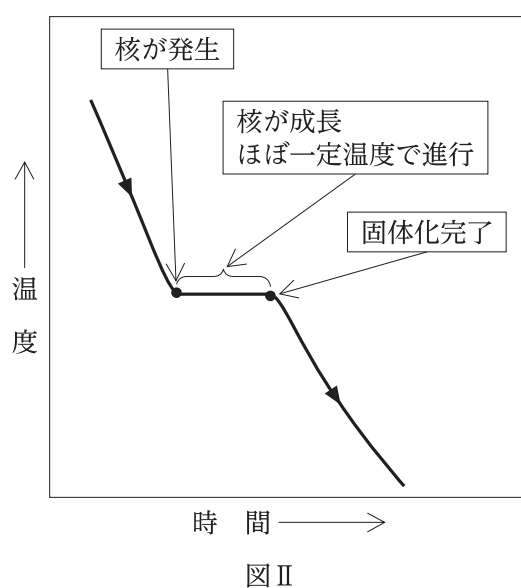 核が発生
核が成長
ほぼ一定温度で進行
固体化完了
温度
時間
図Ⅱ